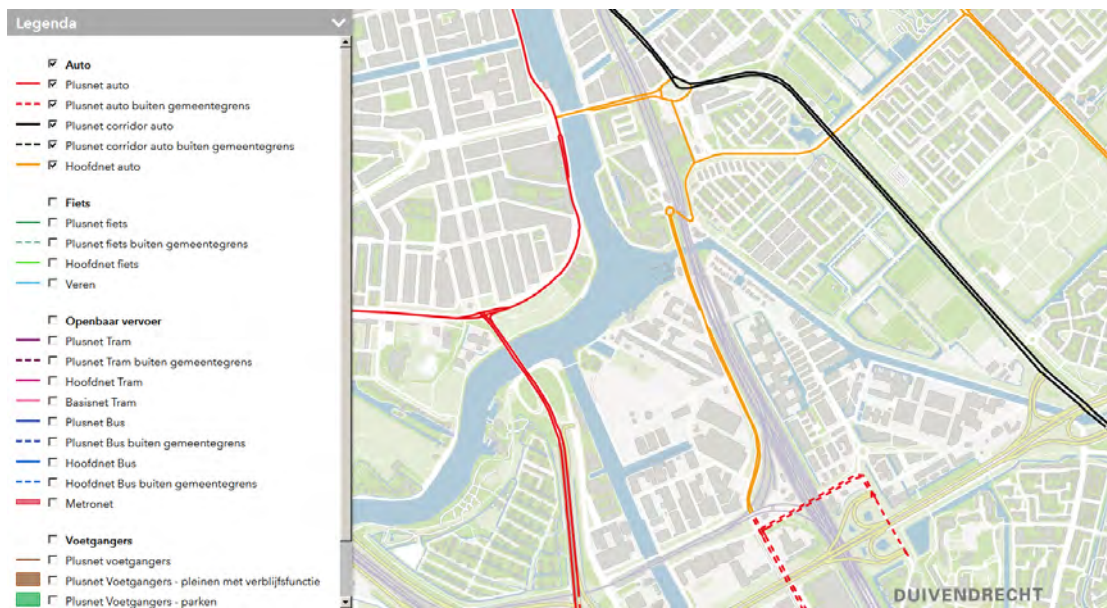 Legenda
Auto
Plusnet auto
Plusnet auto buiten gemeentegrens
Plusnet corridor auto
Plusnet corridor auto buiten gemeentegrens
Hoofdnet auto
Fiets
Plusnet fiets
Plusnet fiets buiten gemeentegrens
Hoofdnet fiets
Veren
Openbaar vervoer
Plusnet Tram
Plusnet Tram buiten gemeentegrens
Hoofdnet Tram
Basisnet Tram
Plusnet Bus
Plusnet Bus buiten gemeentegrens
Hoofdnet Bus
Hoofdnet Bus buiten gemeentegrens
Metronet
Voetgangers
Plusnet voetgangers
Plusnet Voetgangers - pleinen met verblijfsfunctie
Plusnet Voetgangers - parken
DUIVENDRECHT